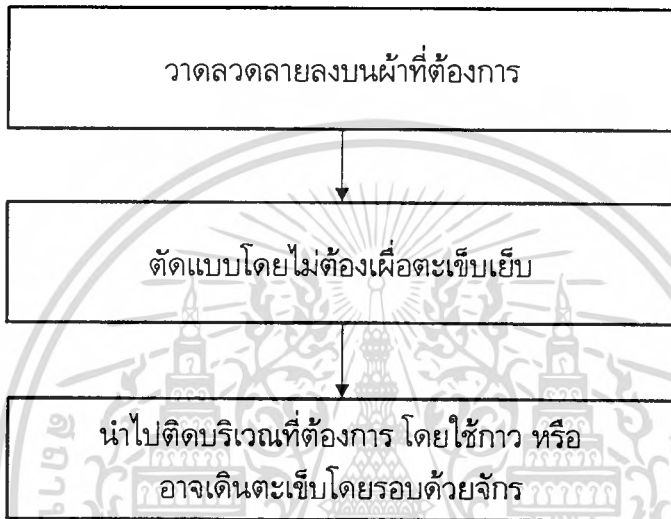 วาดลวดลายลงบนผ้าที่ต้องการ
ตัดแบบโดยไม่ต้องเผื่อตะเข็บเย็บ
นำไปติดบริเวณที่ต้องการ โดยใช้กาว หรือ
อาจเดินตะเข็บโดยรอบด้วยจักร